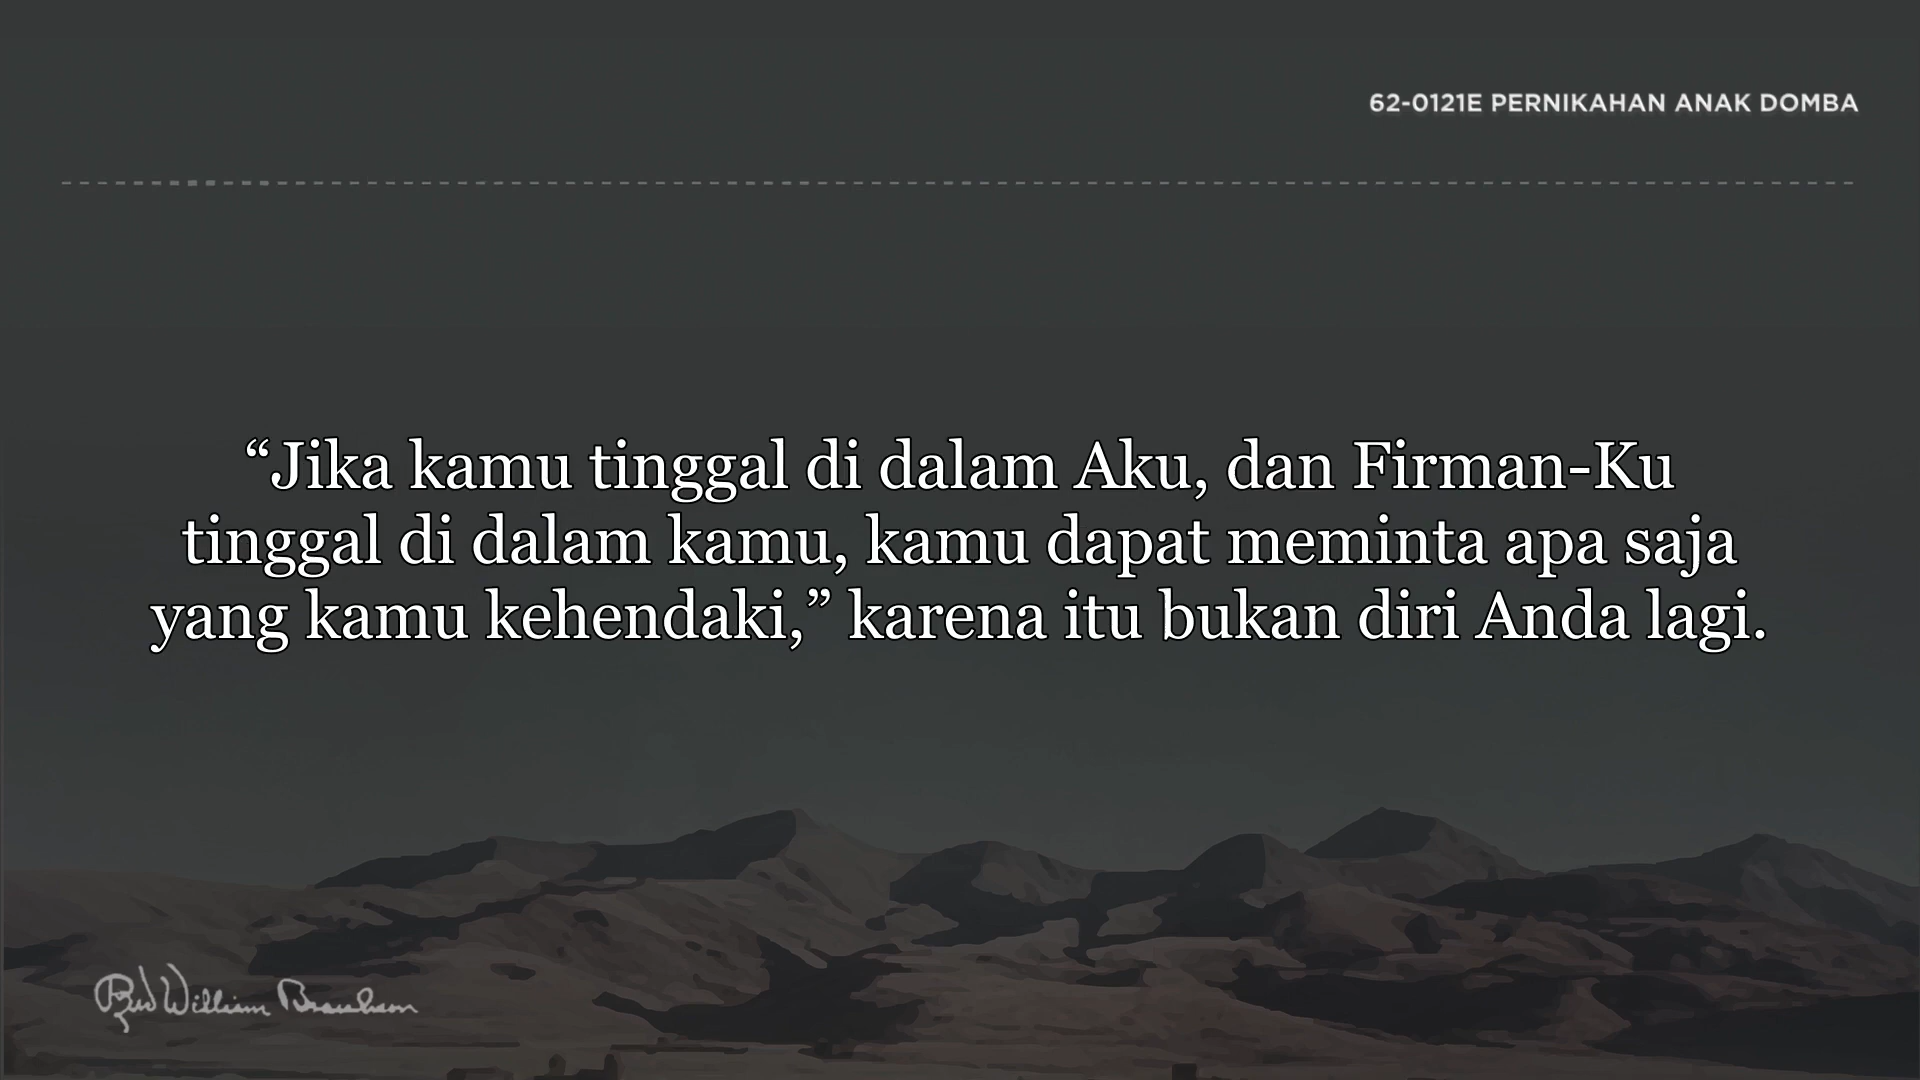 62-0121E PERNIKAHAN ANAK DOMBA
“Jika kamu tinggal di dalam Aku, dan Firman-Ku
tinggal di dalam kamu, kamu dapat meminta apa saja
yang kamu kehendaki,” karena itu bukan diri Anda lagi.
Rev William Branham